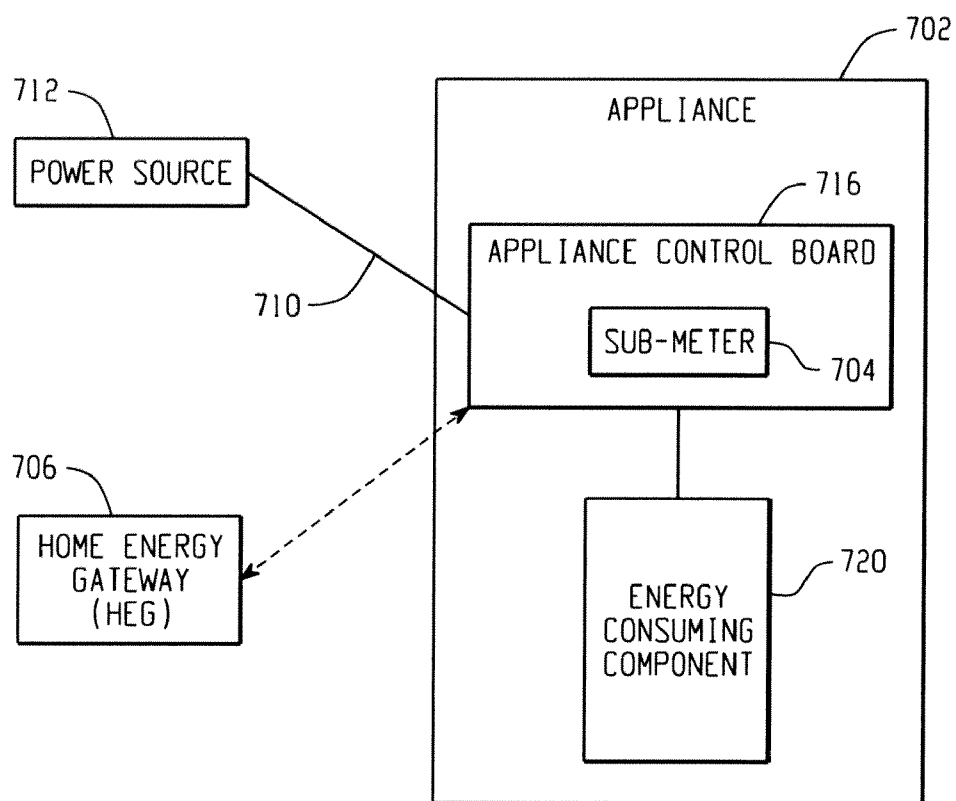 702
712
APPLIANCE
POWER SOURCE
716
APPLIANCE CONTROL BOARD
710
SUB-METER
704
706
HOME ENERGY
GATEWAY
(HEG)
720
ENERGY
CONSUMING
COMPONENT